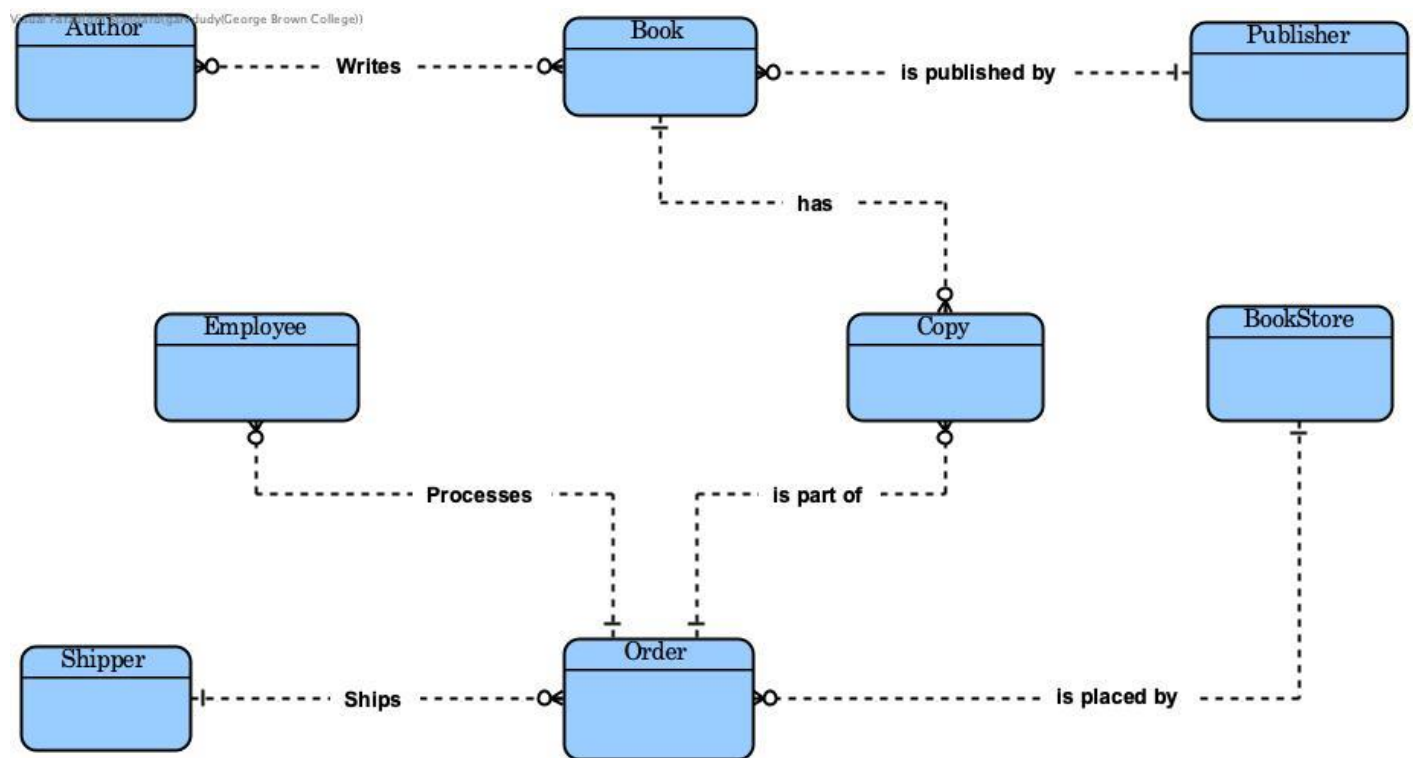 Author
Writes
Book
is published by
Publisher
has
Employee
Copy
BookStore
Processes
is part of
Shipper
Ships
Order
is placed by